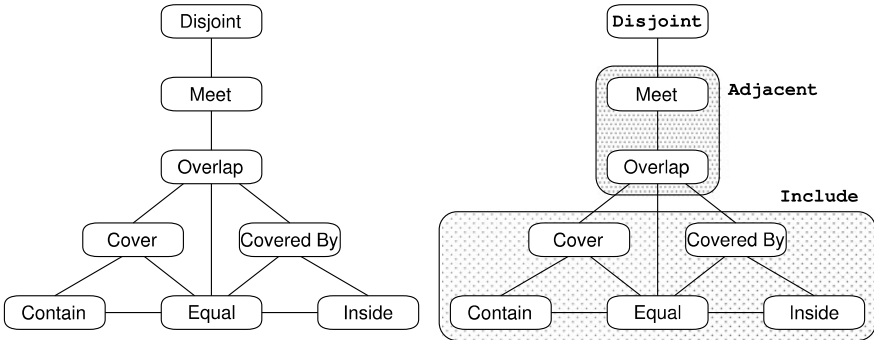 Disjoint
Meet
Overlap
Cover
Covered By
Contain
Equal
Inside
Disjoint
Meet
Adjacent
Overlap
Include
Cover
Covered By
Contain
Equal
Inside